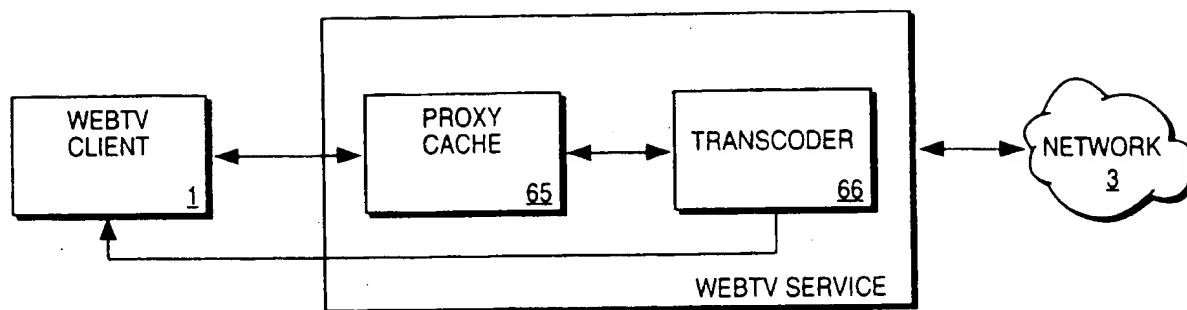 WEBTV
CLIENT
1
PROXY
CACHE
65
TRANSCODER
66
NETWORK
3
WEBTV SERVICE